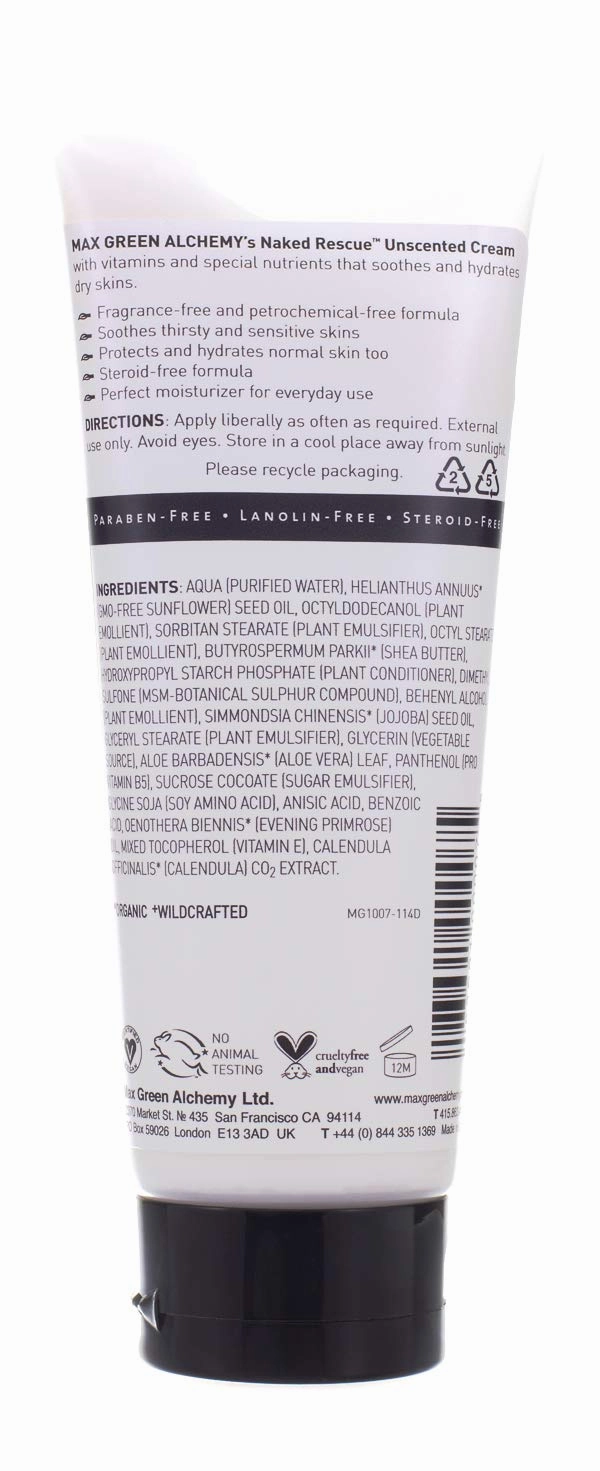 MAX GREEN ALCHEMY's Naked Rescue™ Unscented Cream
with vitamins and special nutrients that soothes and hydrates
dry skins.
Fragrance-free and petrochemical-free formula
Soothes thirsty and sensitive skins
Protects and hydrates normal skin too
Steroid-free formula
Perfect moisturizer for everyday use
DIRECTIONS: Apply liberally as often as required. External
use only. Avoid eyes. Store in a cool place away from sunlight
Please recycle packaging.
2 5
PARABEN-FREE • LANOLIN-FREE • STEROID-FREE
INGREDIENTS: AQUA (PURIFIED WATER), HELIANTHUS ANNUUS*
GMO-FREE SUNFLOWER) SEED OIL, OCTYLDODECANOL (PLANT
EMOLLIENT), SORBITAN STEARATE (PLANT EMULSIFIER), OCTYL
PLANT EMOLLIENT), BUTYROSPERMUM PARKII* (SHEA BUTTER),
HYDROXYPROPYL STARCH PHOSPHATE (PLANT CONDITIONER),
SULFONE (MSM-BOTANICAL SULPHUR COMPOUND), BEHENYL ALCOHOL
PLANT EMOLLIENT), SIMMONDSIA CHINENSIS* (JOJOBA) SEED OIL,
GLYCERYL STEARATE (PLANT EMULSIFIER), GLYCERIN (VEGETABLE
SOURCE), ALOE BARBADENSIS* (ALOE VERA) LEAF, PANTHENOL (PRO
VITAMIN B5), SUCROSE COCOATE (SUGAR EMULSIFIER),
GLYCINE SOJA (SOY AMINO ACID), ANISIC ACID, BENZOIC
ACID, OENOTHERA BIENNIS* (EVENING PRIMROSE)
MIXED TOCOPHEROL (VITAMIN E), CALENDULA
OFFICINALIS* (CALENDULA) CO2 EXTRACT.
*ORGANIC +WILDCRAFTED
MG1007-114D
NO
ANIMAL
TESTING
crueltyfree
andvegan
12M
Max Green Alchemy Ltd.
www.maxgreenalchem
Market St. № 435 San Francisco CA 94114
T 415.86
PO Box 59026 London E13 3AD UK T +44 (0) 844 335 1369 Made